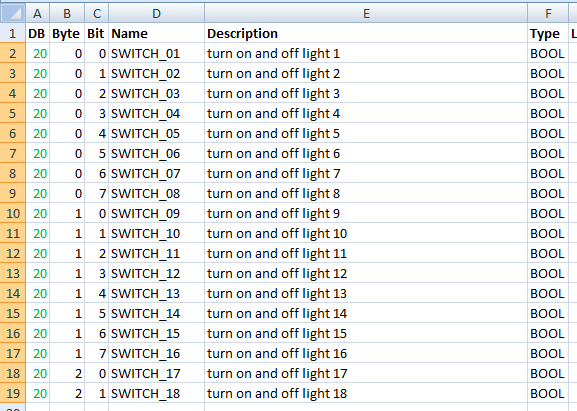 A B C D E F
1 DB Byte Bit Name Description Type L
2 20 0 0 SWITCH_01 turn on and off light 1 BOOL
3 20 0 1 SWITCH_02 turn on and off light 2 BOOL
4 20 0 2 SWITCH_03 turn on and off light 3 BOOL
5 20 0 3 SWITCH_04 turn on and off light 4 BOOL
6 20 0 4 SWITCH_05 turn on and off light 5 BOOL
7 20 0 5 SWITCH_06 turn on and off light 6 BOOL
8 20 0 6 SWITCH_07 turn on and off light 7 BOOL
9 20 0 7 SWITCH_08 turn on and off light 8 BOOL
10 20 1 0 SWITCH_09 turn on and off light 9 BOOL
11 20 1 1 SWITCH_10 turn on and off light 10 BOOL
12 20 1 2 SWITCH_11 turn on and off light 11 BOOL
13 20 1 3 SWITCH_12 turn on and off light 12 BOOL
14 20 1 4 SWITCH_13 turn on and off light 13 BOOL
15 20 1 5 SWITCH_14 turn on and off light 14 BOOL
16 20 1 6 SWITCH_15 turn on and off light 15 BOOL
17 20 1 7 SWITCH_16 turn on and off light 16 BOOL
18 20 2 0 SWITCH_17 turn on and off light 17 BOOL
19 20 2 1 SWITCH_18 turn on and off light 18 BOOL